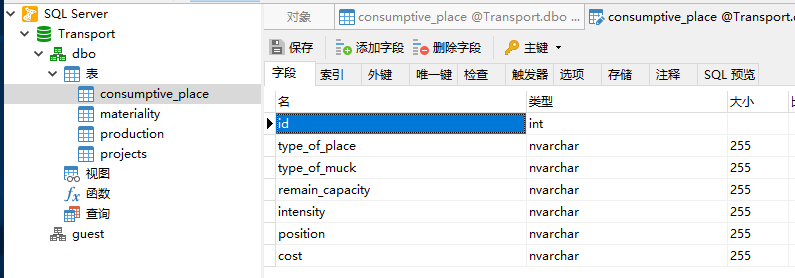 SQL Server
Transport
dbo
表
consumptive_place
materiality
production
projects
视图
fx 函数
查询
guest
对象 consumptive_place @Transport.dbo ... consumptive_place @Transport.
保存 添加字段 删除字段 主键
字段 索引 外键 唯一键 检查 触发器 选项 存储 注释 SQL 预览
名 类型 大小
id int
type_of_place nvarchar 255
type_of_muck nvarchar 255
remain_capacity nvarchar 255
intensity nvarchar 255
position nvarchar 255
cost nvarchar 255